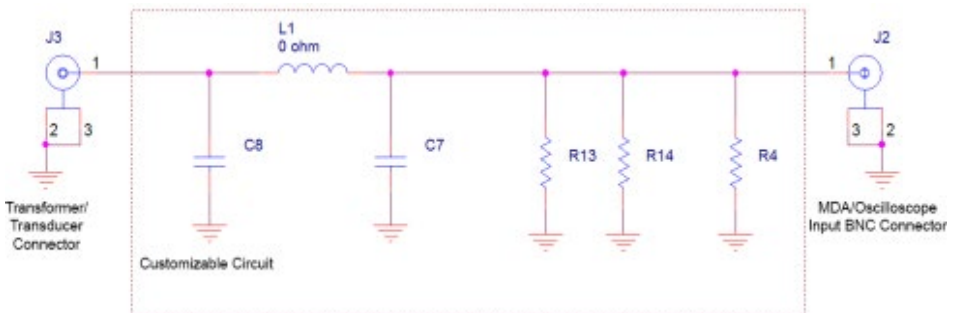 J3
1
2
3
Transformer/
Transducer
Connector
L1
0 ohm
C8
C7
R13
R14
R4
Customizable Circuit
J2
1
3
2
MDA/Oscilloscope
Input BNC Connector